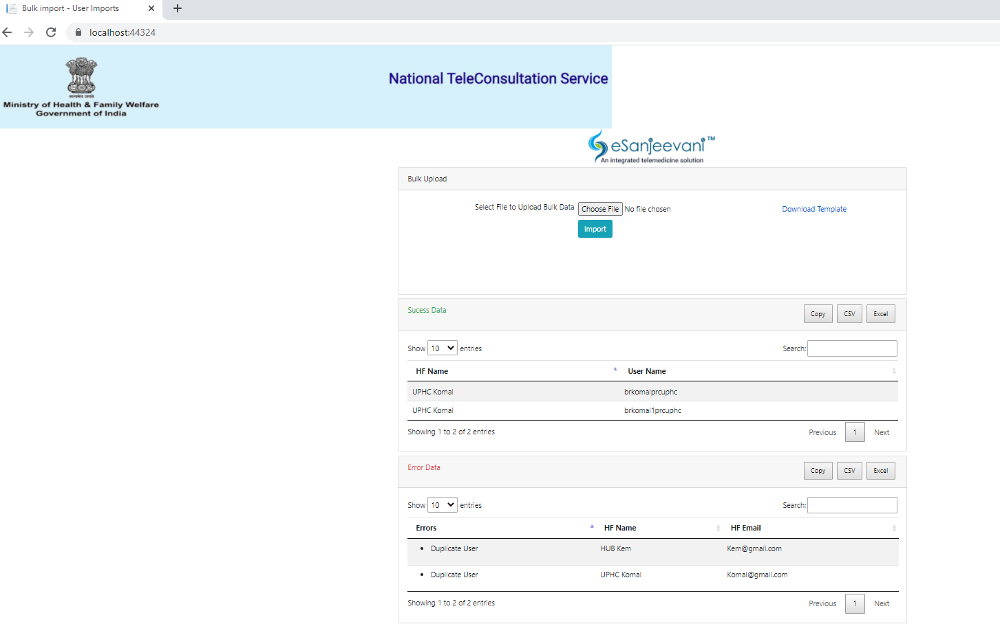 Bulk import - User Imports
localhost:44324
National TeleConsultation Service
Ministry of Health & Family Welfare
Government of India
eSanjeevani TM
An integrated telemedicine solution
Bulk Upload
Select File to Upload Bulk Data Choose File No file chosen Download Template
Import
Sucess Data Copy CSV Excel
Show 10 entries Search:
HF Name User Name
UPHC Komal brkomalprcuphc
UPHC Komal brkomal1prcuphc
Showing 1 to 2 of 2 entries Previous 1 Next
Error Data Copy CSV Excel
Show 10 entries Search:
Errors HF Name HF Email
• Duplicate User HUB Kem Kem@gmail.com
• Duplicate User UPHC Komal Komal@gmail.com
Showing 1 to 2 of 2 entries Previous 1 Next